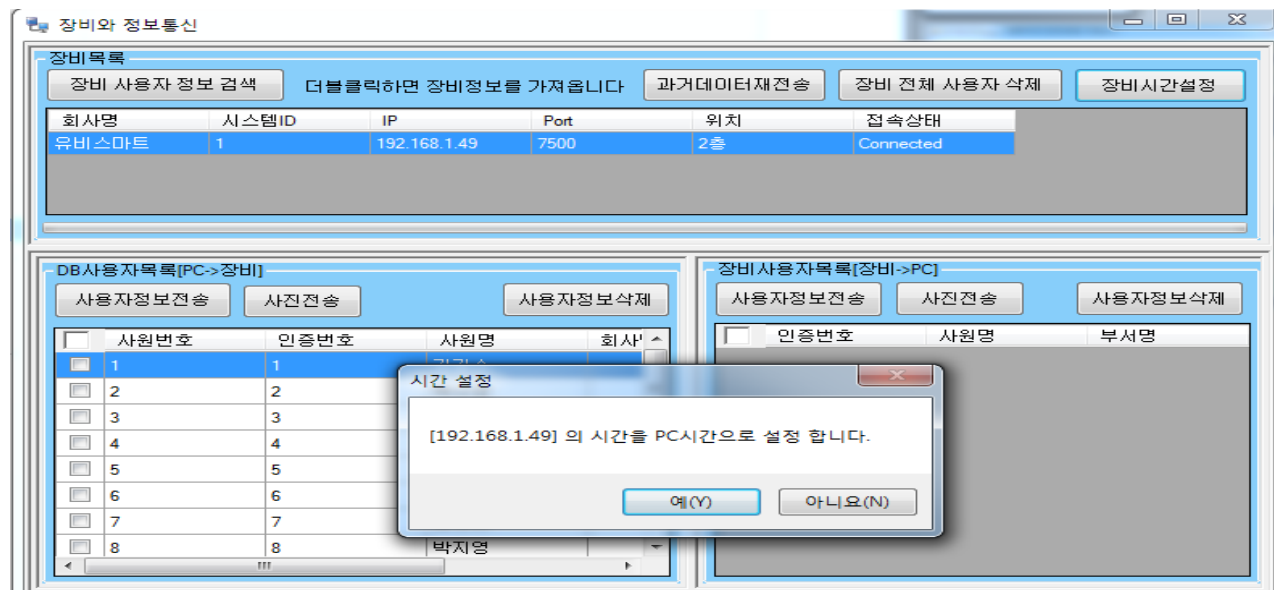 장비와 정보통신
장비목록
장비 사용자 정보 검색 더블클릭하면 장비정보를 가져옵니다 과거데이터재전송 장비 전체 사용자 삭제 장비시간설정
회사명 시스템ID IP Port 위치 접속상태
유비스마트 1 192.168.1.49 7500 2층 Connected
DB사용자목록[PC->장비]
사용자정보전송 사진전송 사용자정보삭제
사원번호 인증번호 사원명
1 1
2 2
3 3
4 4
5 5
6 6
7 7
8 8 박지영
장비사용자목록[장비->PC]
사용자정보전송 사진전송 사용자정보삭제
인증번호 사원명 부서명
시간 설정
[192.168.1.49] 의 시간을 PC시간으로 설정 합니다.
예(Y) 아니요(N)